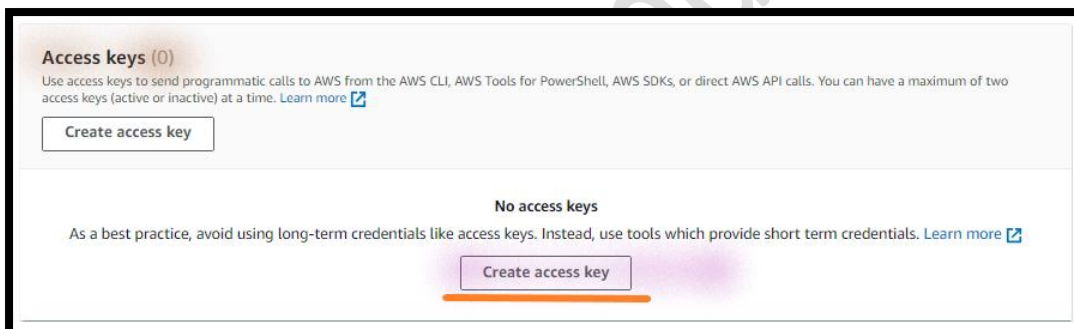 Access keys (0)
Use access keys to send programmatic calls to AWS from the AWS CLI, AWS Tools for PowerShell, AWS SDKs, or direct AWS API calls. You can have a maximum of two
access keys (active or inactive) at a time. Learn more
Create access key
No access keys
As a best practice, avoid using long-term credentials like access keys. Instead, use tools which provide short term credentials. Learn more
Create access key